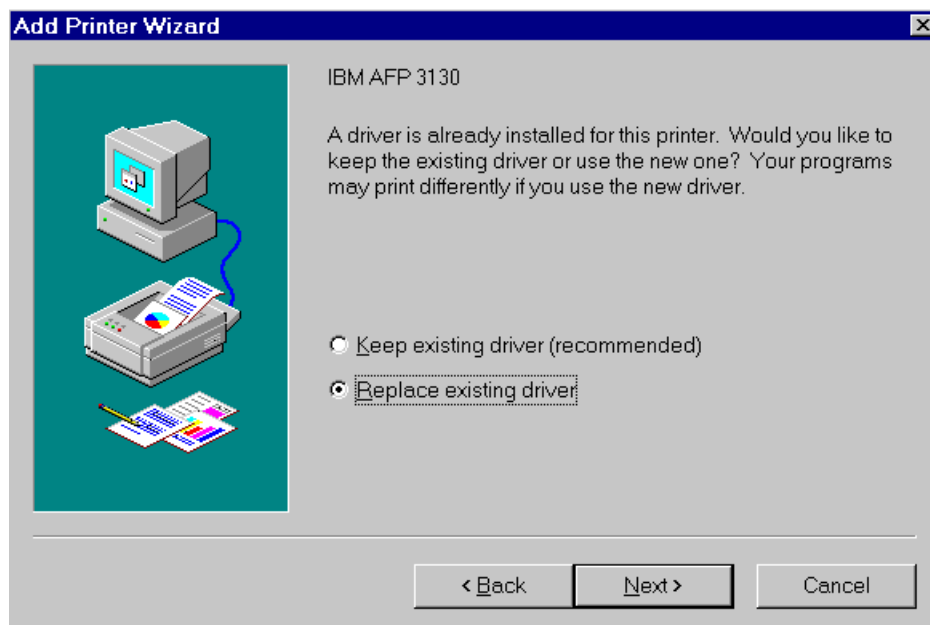 Add Printer Wizard
IBM AFP 3130
A driver is already installed for this printer. Would you like to
keep the existing driver or use the new one? Your programs
may print differently if you use the new driver.
Keep existing driver (recommended)
Replace existing driver
< Back
Next >
Cancel